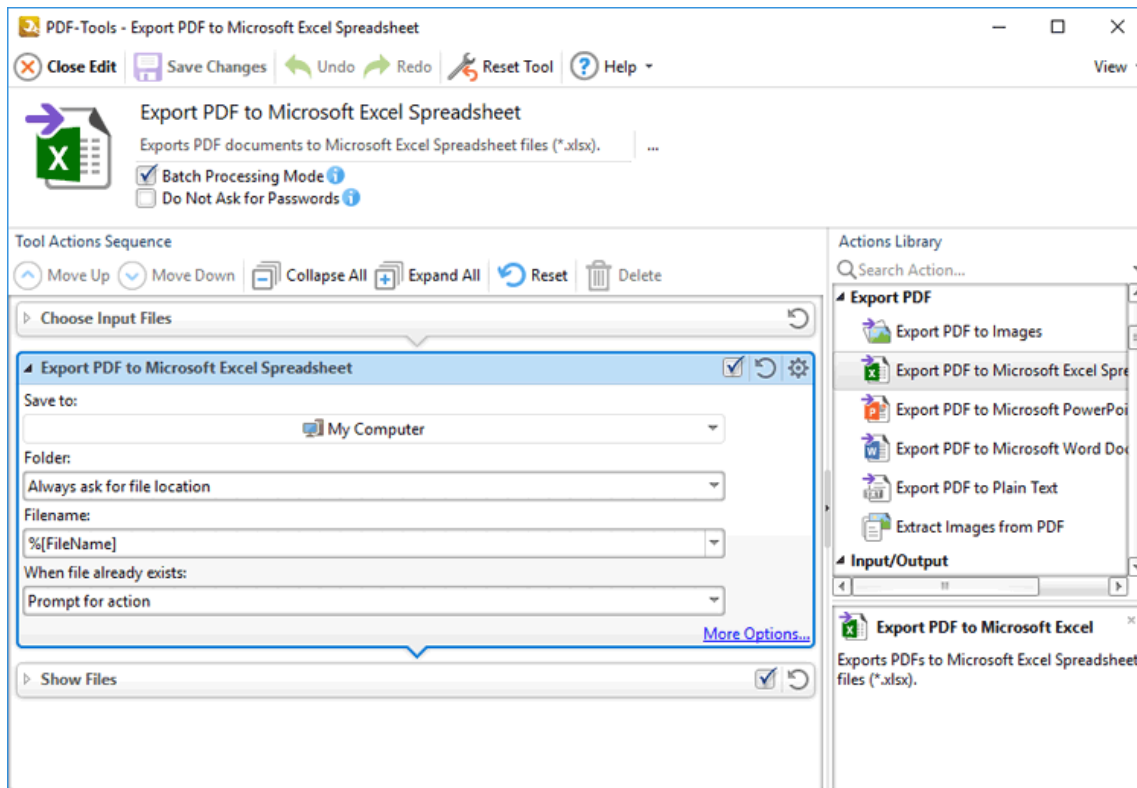 PDF-Tools - Export PDF to Microsoft Excel Spreadsheet
Close Edit Save Changes Undo Redo Reset Tool Help View
Export PDF to Microsoft Excel Spreadsheet
Exports PDF documents to Microsoft Excel Spreadsheet files (*.xlsx). ...
Batch Processing Mode
Do Not Ask for Passwords
Tool Actions Sequence
Move Up Move Down Collapse All Expand All Reset Delete
Choose Input Files
Export PDF to Microsoft Excel Spreadsheet
Save to:
My Computer
Folder:
Always ask for file location
Filename:
%[FileName]
When file already exists:
Prompt for action
More Options...
Show Files
Actions Library
Search Action...
Export PDF
Export PDF to Images
Export PDF to Microsoft Excel Spre
Export PDF to Microsoft PowerPoi
Export PDF to Microsoft Word Do
Export PDF to Plain Text
Extract Images from PDF
Input/Output
Export PDF to Microsoft Excel
Exports PDFs to Microsoft Excel Spreadsheet
files (*.xlsx).